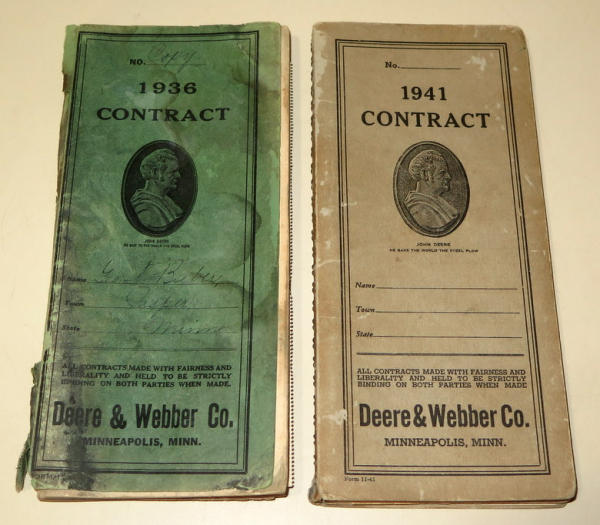 No. Copy
1936
CONTRACT
JOHN DEERE
HE GAVE TO THE WORLD THE STEEL PLOW
Name Geo
Town
State Minn
ALL CONTRACTS MADE WITH FAIRNESS AND
LIBERALITY AND HELD TO BE STRICTLY
BINDING ON BOTH PARTIES WHEN MADE.
Deere & Webber Co.
MINNEAPOLIS, MINN.
No.
1941
CONTRACT
JOHN DEERE
HE GAVE THE WORLD THE STEEL PLOW
Name
Town
State
ALL CONTRACTS MADE WITH FAIRNESS AND
LIBERALITY AND HELD TO BE STRICTLY
BINDING ON BOTH PARTIES WHEN MADE
Deere & Webber Co.
MINNEAPOLIS, MINN.
Form 11-41